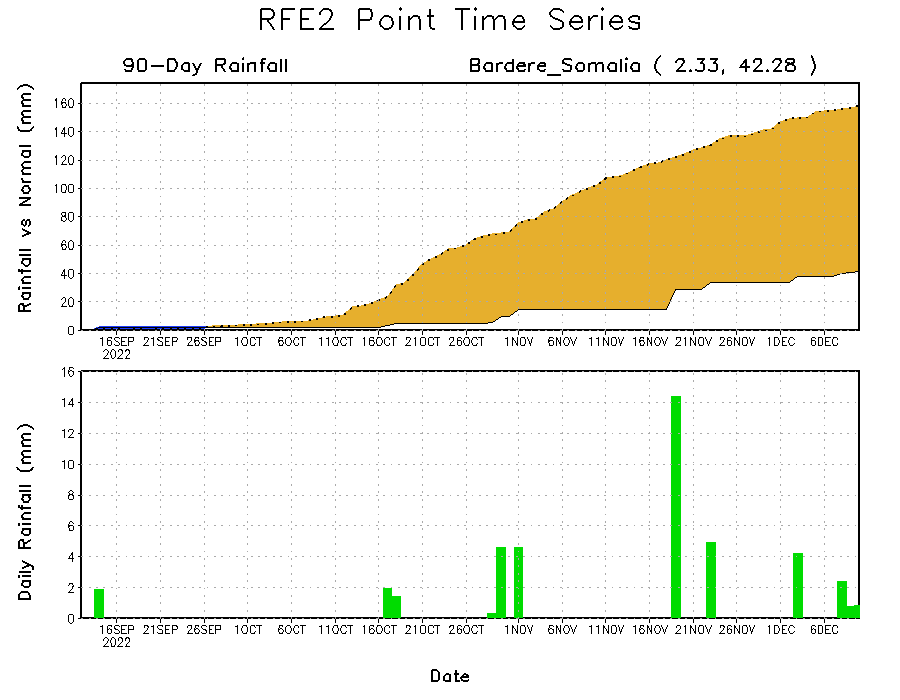 RFE2 Point Time Series
90-Day Rainfall
Bardere_Somalia ( 2.33, 42.28 )
Rainfall vs Normal (mm)
160
140
120
100
80
60
40
20
0
16SEP 21SEP 26SEP 1OCT 6OCT 11OCT 16OCT 21OCT 26OCT 1NOV 6NOV 11NOV 16NOV 21NOV 26NOV 1DEC 6DEC
2022
Daily Rainfall (mm)
16
14
12
10
8
6
4
2
0
16SEP 21SEP 26SEP 1OCT 6OCT 11OCT 16OCT 21OCT 26OCT 1NOV 6NOV 11NOV 16NOV 21NOV 26NOV 1DEC 6DEC
2022
Date